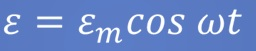 ε = εₘcos ωt